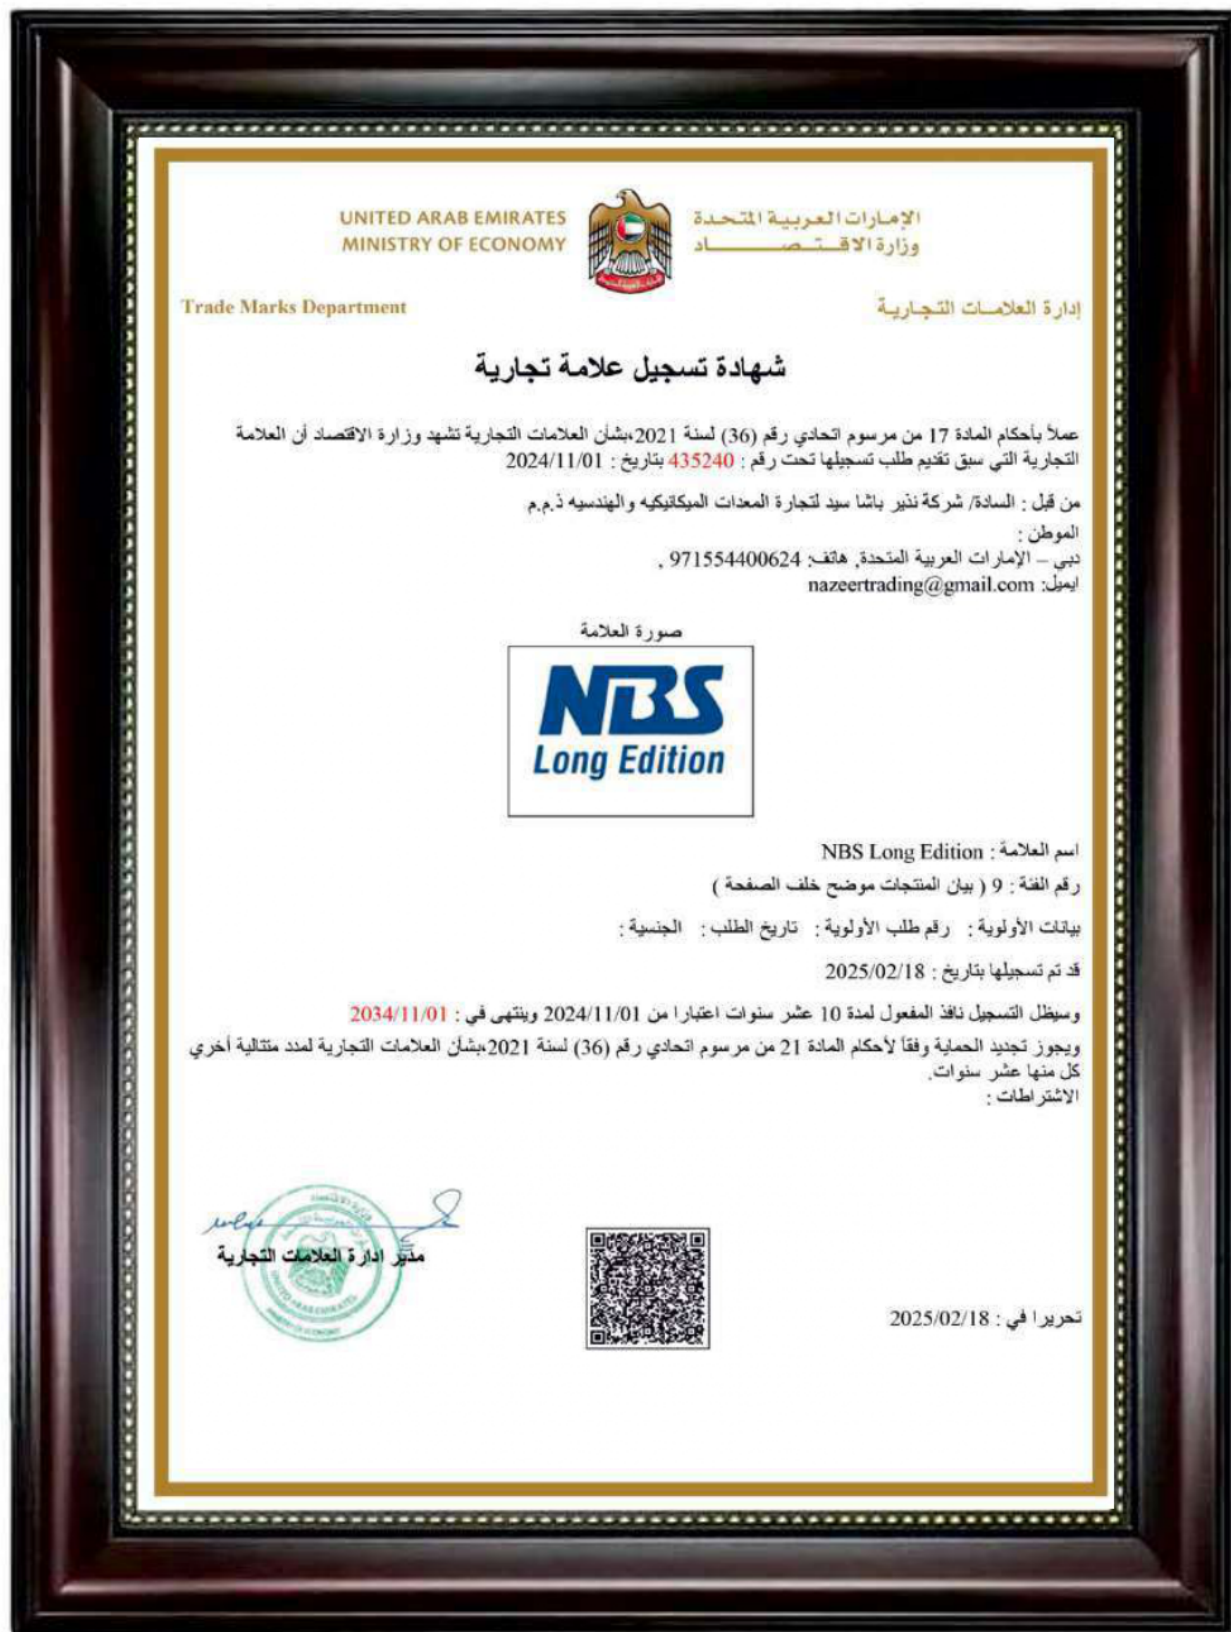 UNITED ARAB EMIRATES
MINISTRY OF ECONOMY
الإمارات العربية المتحدة
وزارة الاقتصاد
Trade Marks Department
إدارة العلامات التجارية
شهادة تسجيل علامة تجارية
عملاً بأحكام المادة 17 من مرسوم اتحادي رقم (36) لسنة 2021،بشأن العلامات التجارية تشهد وزارة الاقتصاد أن العلامة
التجارية التي سبق تقديم طلب تسجيلها تحت رقم : 435240 بتاريخ : 2024/11/01
من قبل : السادة/ شركة نذير باشا سيد لتجارة المعدات الميكانيكيه والهندسيه ذ.م.م
الموطن :
دبي – الإمارات العربية المتحدة, هاتف: 971554400624 ,
ايميل: nazeertrading@gmail.com
صورة العلامة
NBS
Long Edition
اسم العلامة : NBS Long Edition
رقم الفئة : 9 ( بيان المنتجات موضح خلف الصفحة )
بيانات الأولوية : رقم طلب الأولوية : تاريخ الطلب : الجنسية :
قد تم تسجيلها بتاريخ : 2025/02/18
وسيظل التسجيل نافذ المفعول لمدة 10 عشر سنوات اعتبارا من 2024/11/01 وينتهى في : 2034/11/01
ويجوز تجديد الحماية وفقاً لأحكام المادة 21 من مرسوم اتحادي رقم (36) لسنة 2021،بشأن العلامات التجارية لمدد متتالية أخري
كل منها عشر سنوات.
الاشتراطات :
مدير ادارة العلامات التجارية
UNITED ARAB EMIRATES
MINISTRY OF ECONOMY
تحريرا في : 2025/02/18